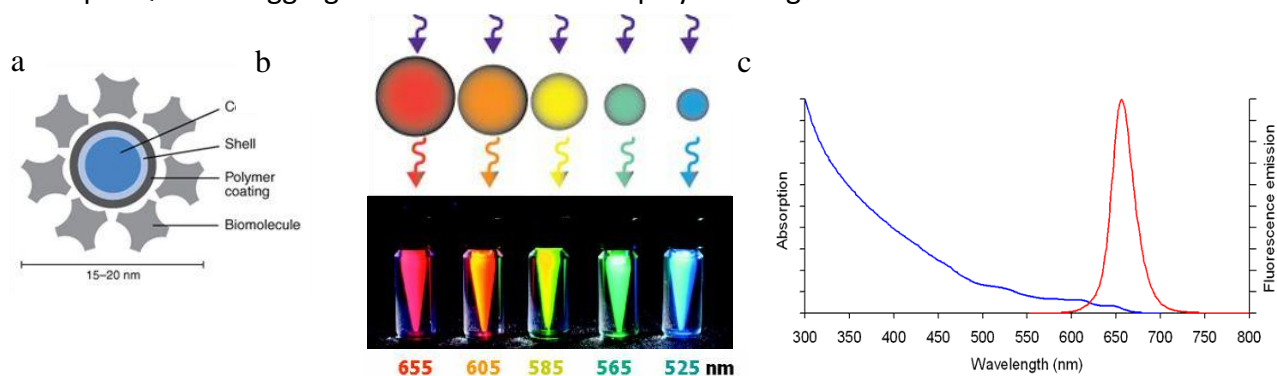 a
b
c
C
Shell
Polymer
coating
Biomolecule
15–20 nm
655 605 585 565 525 nm
Absorption
Fluorescence emission
300 350 400 450 500 550 600 650 700 750 800
Wavelength (nm)